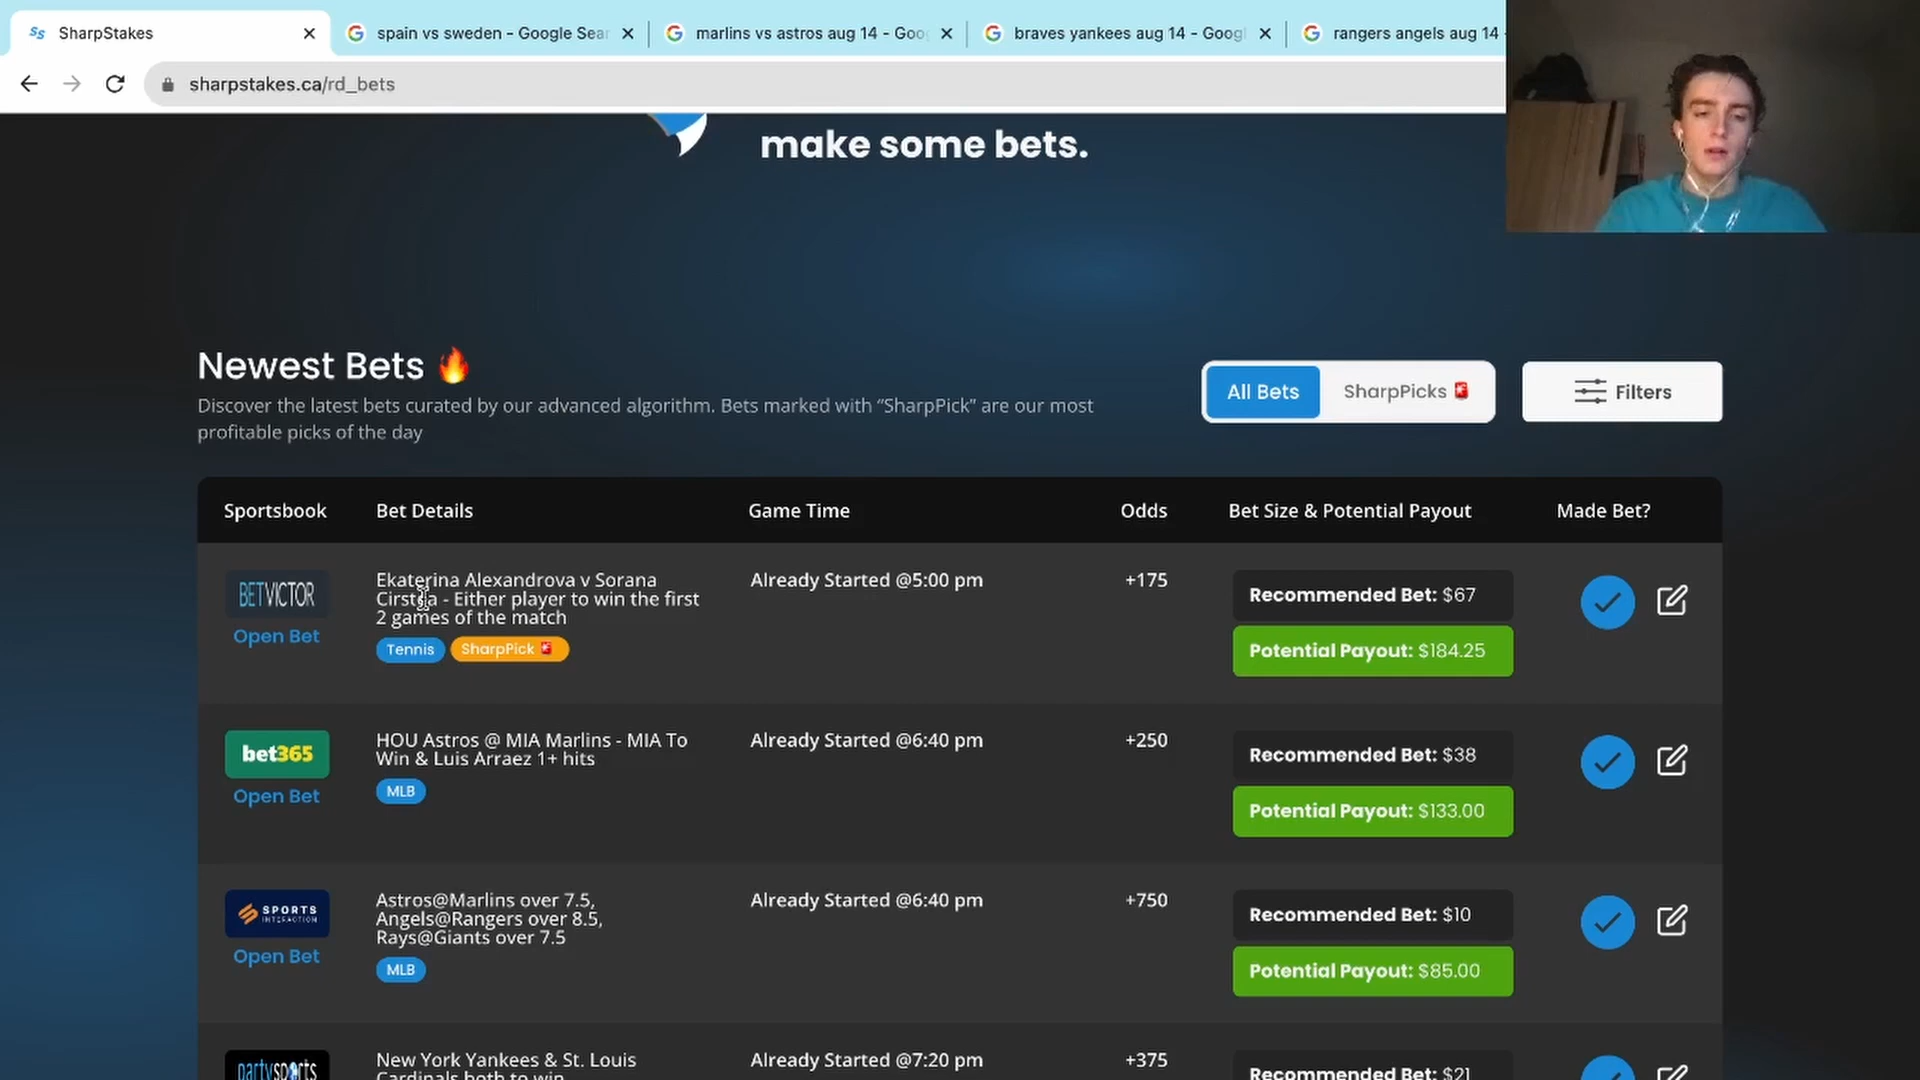 SS SharpStakes
spain vs sweden - Google Sear
marlins vs astros aug 14 - Goo
braves yankees aug 14 - Googl
rangers angels aug 14 -
sharpstakes.ca/rd_bets
make some bets.
Newest Bets 🔥
Discover the latest bets curated by our advanced algorithm. Bets marked with “SharpPick” are our most
profitable picks of the day
All Bets
SharpPicks 🚨
Filters
Sportsbook
Bet Details
Game Time
Odds
Bet Size & Potential Payout
Made Bet?
BETVICTOR
Open Bet
Ekaterina Alexandrova v Sorana
Cirstea - Either player to win the first
2 games of the match
Tennis
SharpPick 🚨
Already Started @5:00 pm
+175
Recommended Bet: $67
Potential Payout: $184.25
bet365
Open Bet
HOU Astros @ MIA Marlins - MIA To
Win & Luis Arraez 1+ hits
MLB
Already Started @6:40 pm
+250
Recommended Bet: $38
Potential Payout: $133.00
SPORTS
INTERACTION
Open Bet
Astros@Marlins over 7.5,
Angels@Rangers over 8.5,
Rays@Giants over 7.5
MLB
Already Started @6:40 pm
+750
Recommended Bet: $10
Potential Payout: $85.00
partysports
New York Yankees & St. Louis
Cardinals both to win
Already Started @7:20 pm
+375
Recommended Bet: $21